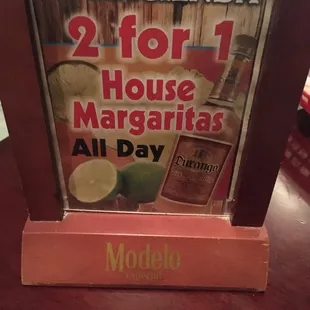 2 for 1
House
Margaritas
All Day
Durango
Modelo